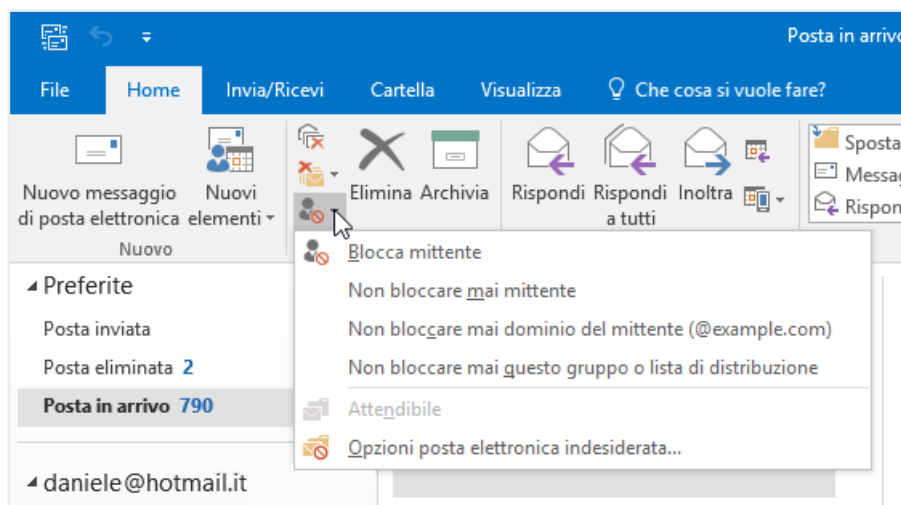 Posta in arrivo
File Home Invia/Ricevi Cartella Visualizza Che cosa si vuole fare?
Nuovo messaggio
di posta elettronica
Nuovi
elementi
Elimina Archivia
Rispondi
Rispondi
a tutti
Inoltra
Sposta
Nuovo
Blocca mittente
Non bloccare mai mittente
Non bloccare mai dominio del mittente (@example.com)
Non bloccare mai questo gruppo o lista di distribuzione
Attendibile
Opzioni posta elettronica indesiderata...
Preferite
Posta inviata
Posta eliminata 2
Posta in arrivo 790
daniele@hotmail.it